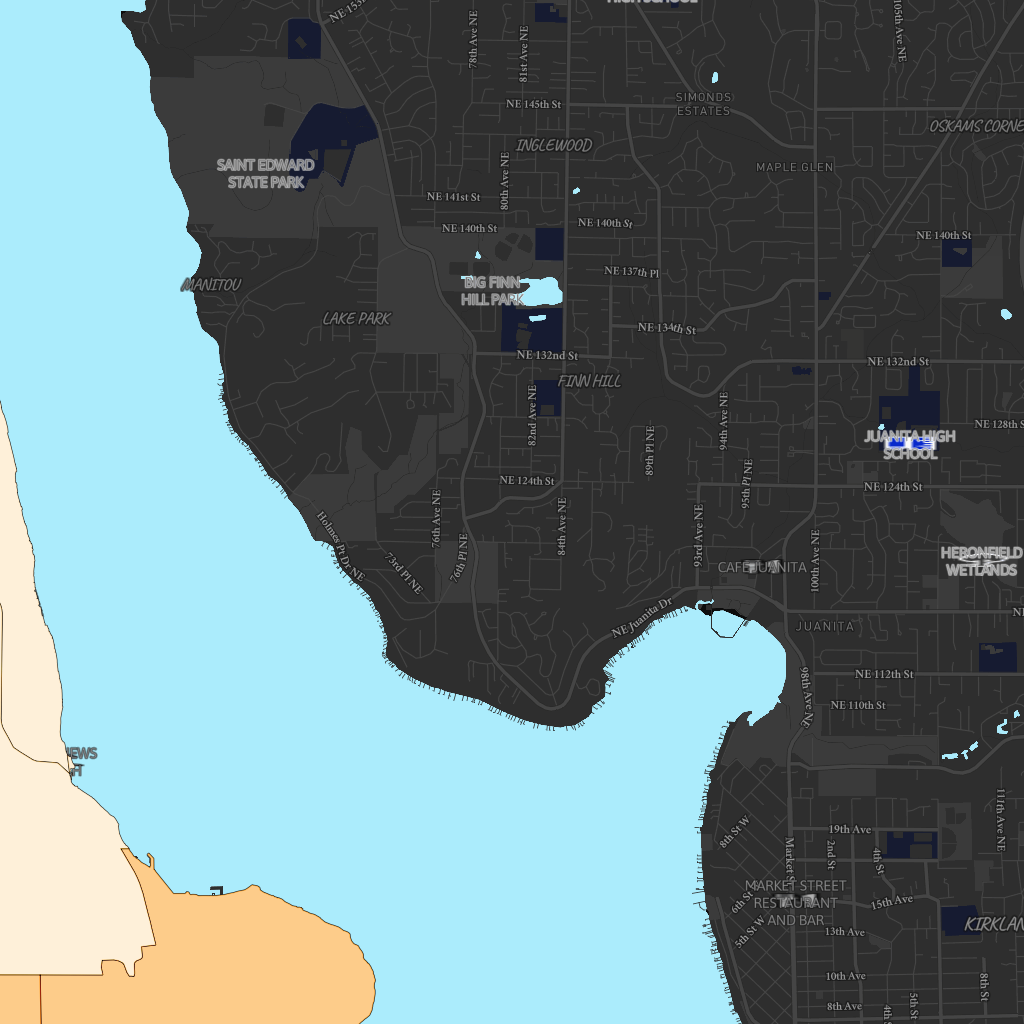 NE 153
HIGH SCHOOL
78th Ave NE
81st Ave NE
105th Ave NE
NE 145th St
SIMONDS
ESTATES
OSKAMS CORNE
INGLEWOOD
SAINT EDWARD
STATE PARK
MAPLE GLEN
80th Ave NE
NE 141st St
NE 140th St
NE 140th St
NE 140th St
NE 137th Pl
MANITOU
BIG FINN
HILL PARK
LAKE PARK
NE 134th St
NE 132nd St
NE 132nd St
FINN HILL
82nd Ave NE
94th Ave NE
NE 128th S
JUANITA HIGH
SCHOOL
89th Pl NE
95th Pl NE
NE 124th St
NE 124th St
76th Ave NE
84th Ave NE
93rd Ave NE
100th Ave NE
Holmes Pt Dr NE
73rd Pl NE
76th Pl NE
HERONFIELD
WETLANDS
CAFE JUANITA
NE Juanita Dr
JUANITA
NE 112th St
98th Ave NE
NE 110th St
IEWS
H
8th St W
19th Ave
111th Ave NE
Market St
2nd St
4th St
MARKET STREET
RESTAURANT
AND BAR
6th St
15th Ave
5th St W
13th Ave
KIRKLAN
10th Ave
8th St
8th Ave
4th S
5th St